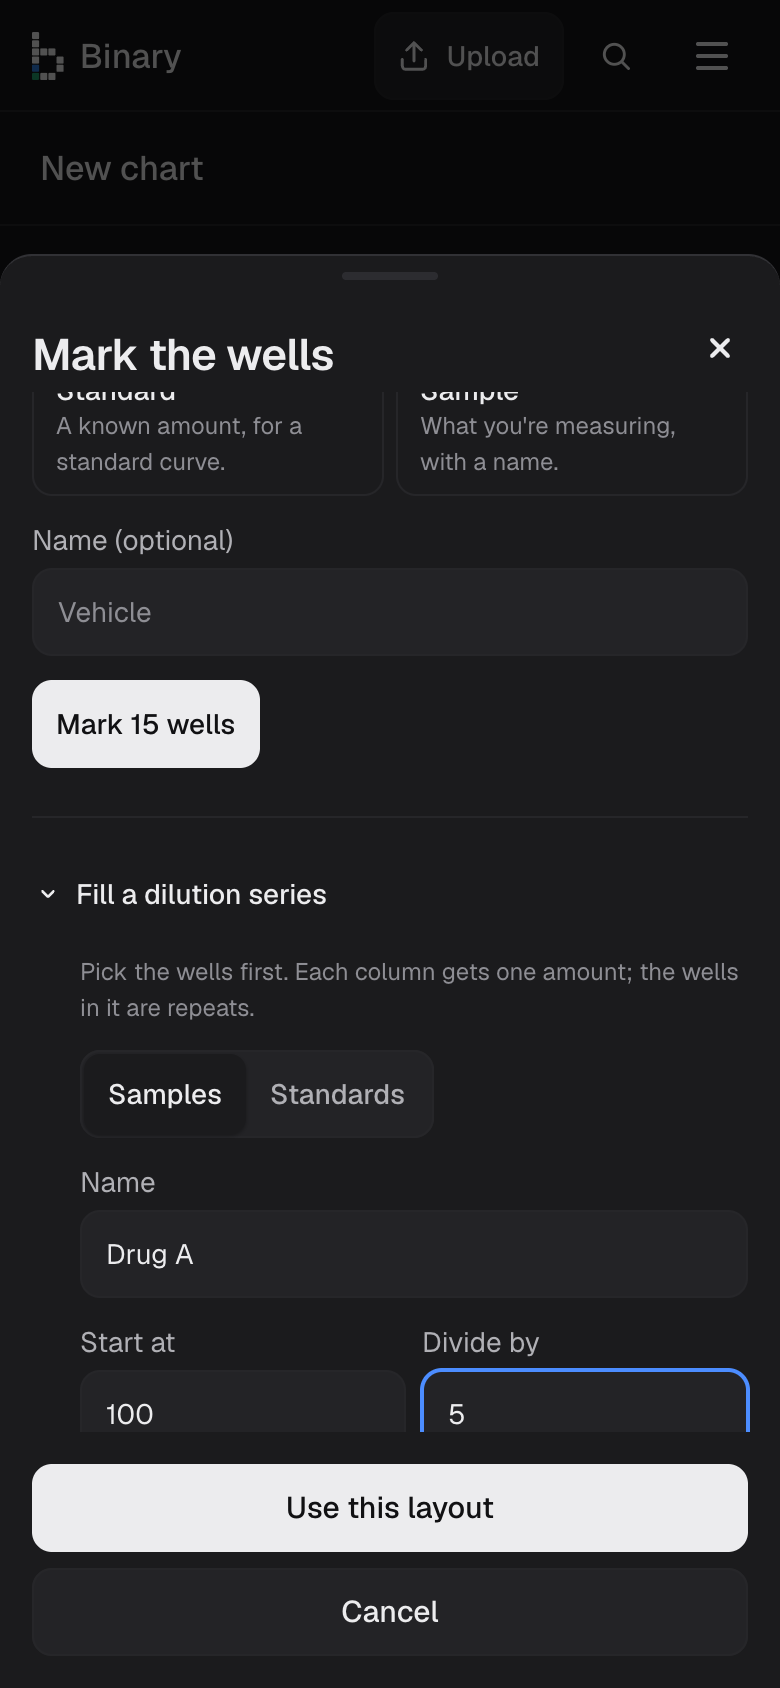 Binary
Upload
New chart
Mark the wells
Standard
Sample
A known amount, for a
standard curve.
What you're measuring,
with a name.
Name (optional)
Vehicle
Mark 15 wells
Fill a dilution series
Pick the wells first. Each column gets one amount; the wells
in it are repeats.
Samples
Standards
Name
Drug A
Start at
Divide by
100
5
Use this layout
Cancel